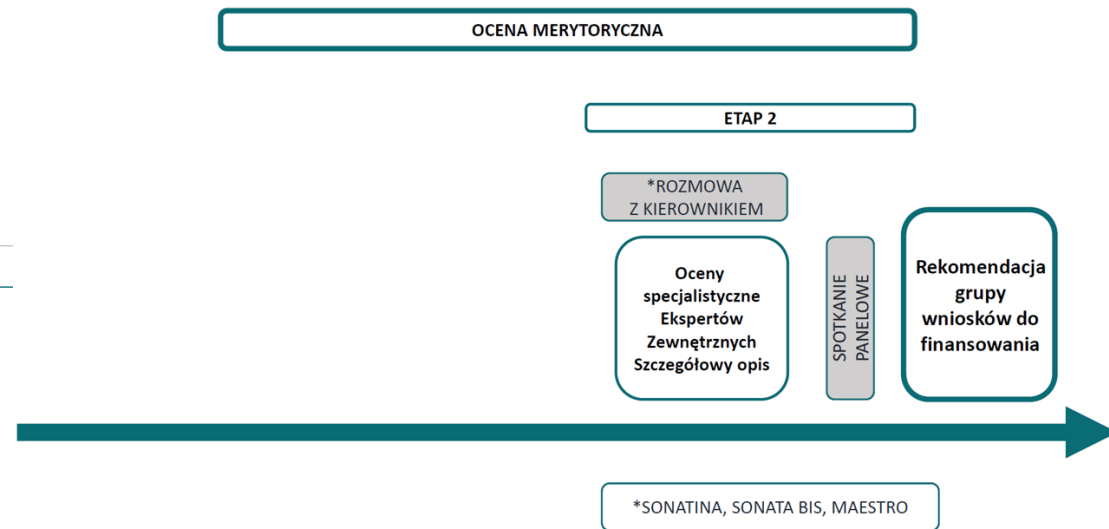 OCENA MERYTORYCZNA
ETAP 2
*ROZMOWA
Z KIEROWNIKIEM
Oceny
specjalistyczne
Ekspertów
Zewnętrznych
Szczegółowy opis
SPOTKANIE
PANELOWE
Rekomendacja
grupy
wniosków do
finansowania
*SONATINA, SONATA BIS, MAESTRO